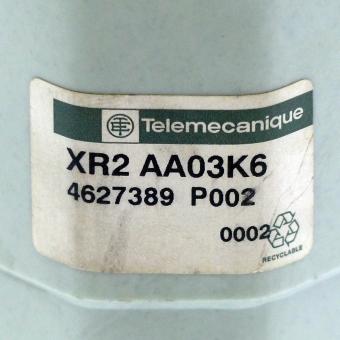 Telemecanique
XR2 AA03K6
4627389 P002
0002
RECYCLABLE